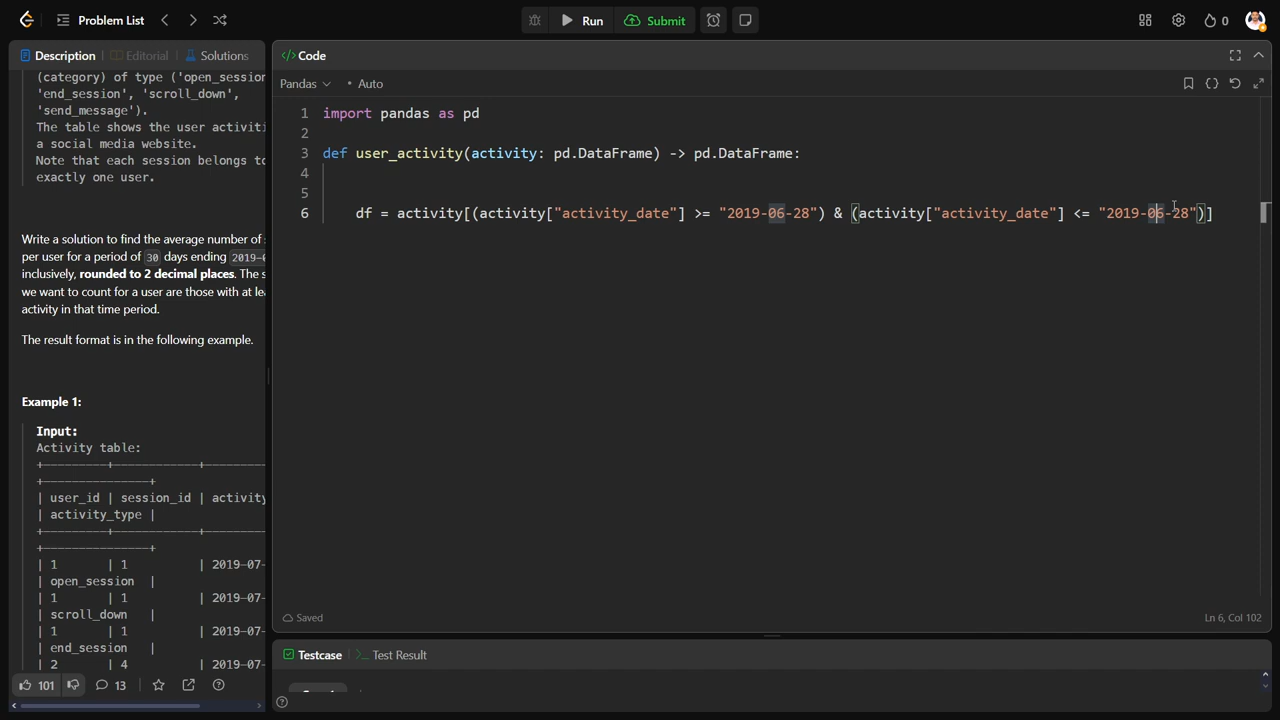 Problem List
Run
Submit
0
Description
Editorial
Solutions
(category) of type ('open_session
'end_session', 'scroll_down',
'send_message').
The table shows the user activiti
a social media website.
Note that each session belongs to
exactly one user.
Write a solution to find the average number of s
per user for a period of 30 days ending 2019-0
inclusively, rounded to 2 decimal places. The s
we want to count for a user are those with at lea
activity in that time period.
The result format is in the following example.
Example 1:
Input:
Activity table:
+---------+------------+--------
+---------------+
| user_id | session_id | activity
| activity_type |
+---------+------------+--------
+---------------+
| 1 | 1 | 2019-07-
| open_session |
| 1 | 1 | 2019-07-
| scroll_down |
| 1 | 1 | 2019-07-
| end_session |
| 2 | 4 | 2019-07-
101
13
</> Code
Pandas
• Auto
1 import pandas as pd
2
3 def user_activity(activity: pd.DataFrame) -> pd.DataFrame:
4
5
6 df = activity[(activity["activity_date"] >= "2019-06-28") & (activity["activity_date"] <= "2019-06-28")]
Saved
Ln 6, Col 102
Testcase
>_ Test Result